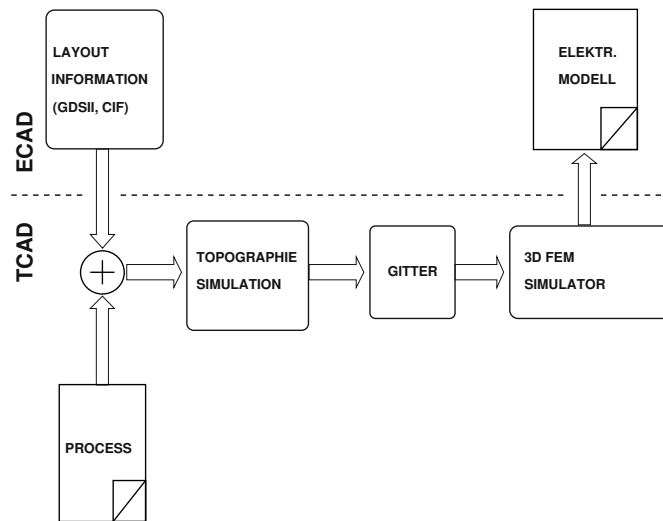 LAYOUT
INFORMATION
(GDSII, CIF)
ELEKTR.
MODELL
ECAD
TCAD
TOPOGRAPHIE
SIMULATION
GITTER
3D FEM
SIMULATOR
PROCESS